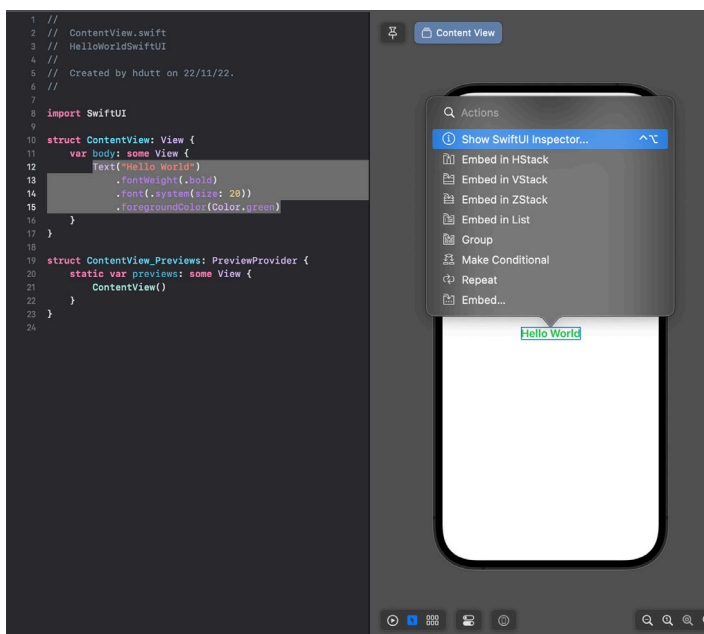 1 //
2 // ContentView.swift
3 // HelloWorldSwiftUI
4 //
5 // Created by hdutt on 22/11/22.
6 //
7
8 import SwiftUI
9
10 struct ContentView: View {
11     var body: some View {
12         Text("Hello World")
13             .fontWeight(.bold)
14             .font(.system(size: 20))
15             .foregroundColor(Color.green)
16     }
17 }
18
19 struct ContentView_Previews: PreviewProvider {
20     static var previews: some View {
21         ContentView()
22     }
23 }
24
Content View
Actions
Show SwiftUI Inspector... ^⌥
Embed in HStack
Embed in VStack
Embed in ZStack
Embed in List
Group
Make Conditional
Repeat
Embed...
Hello World